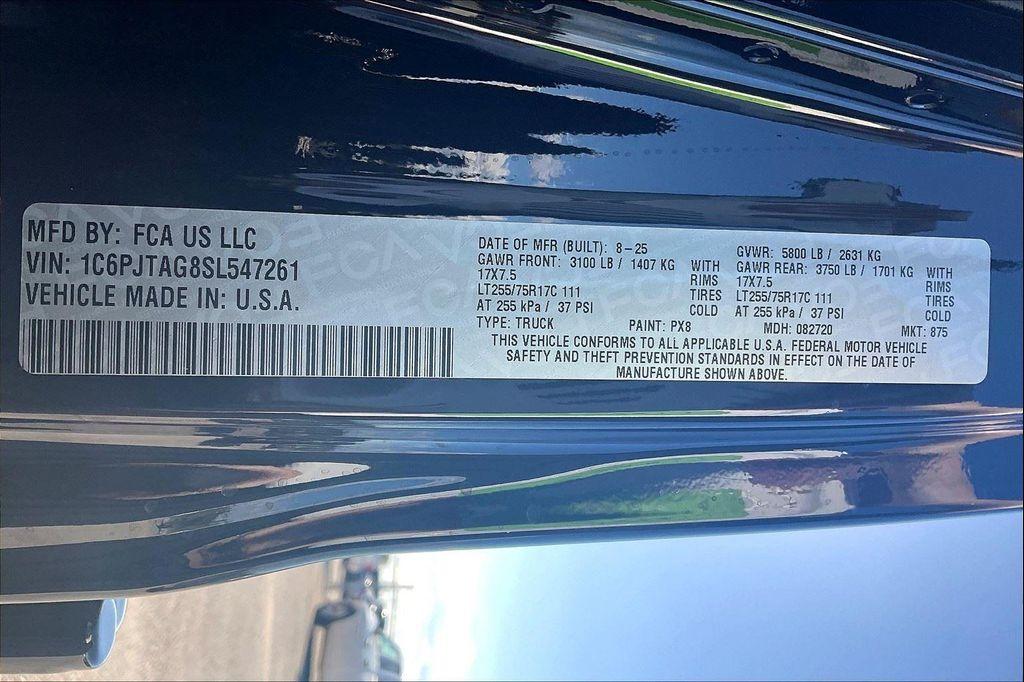 MFD BY: FCA US LLC
VIN: 1C6PJTAG8SL547261
VEHICLE MADE IN: U.S.A.
DATE OF MFR (BUILT): 8-25
GAWR FRONT: 3100 LB / 1407 KG WITH
17X7.5 RIMS
LT255/75R17C 111 TIRES
AT 255 kPa / 37 PSI COLD
GVWR: 5800 LB / 2631 KG
GAWR REAR: 3750 LB / 1701 KG WITH
17X7.5 RIMS
LT255/75R17C 111 TIRES
AT 255 kPa / 37 PSI COLD
TYPE: TRUCK PAINT: PX8 MDH: 082720 MKT: 875
THIS VEHICLE CONFORMS TO ALL APPLICABLE U.S.A. FEDERAL MOTOR VEHICLE
SAFETY AND THEFT PREVENTION STANDARDS IN EFFECT ON THE DATE OF
MANUFACTURE SHOWN ABOVE.